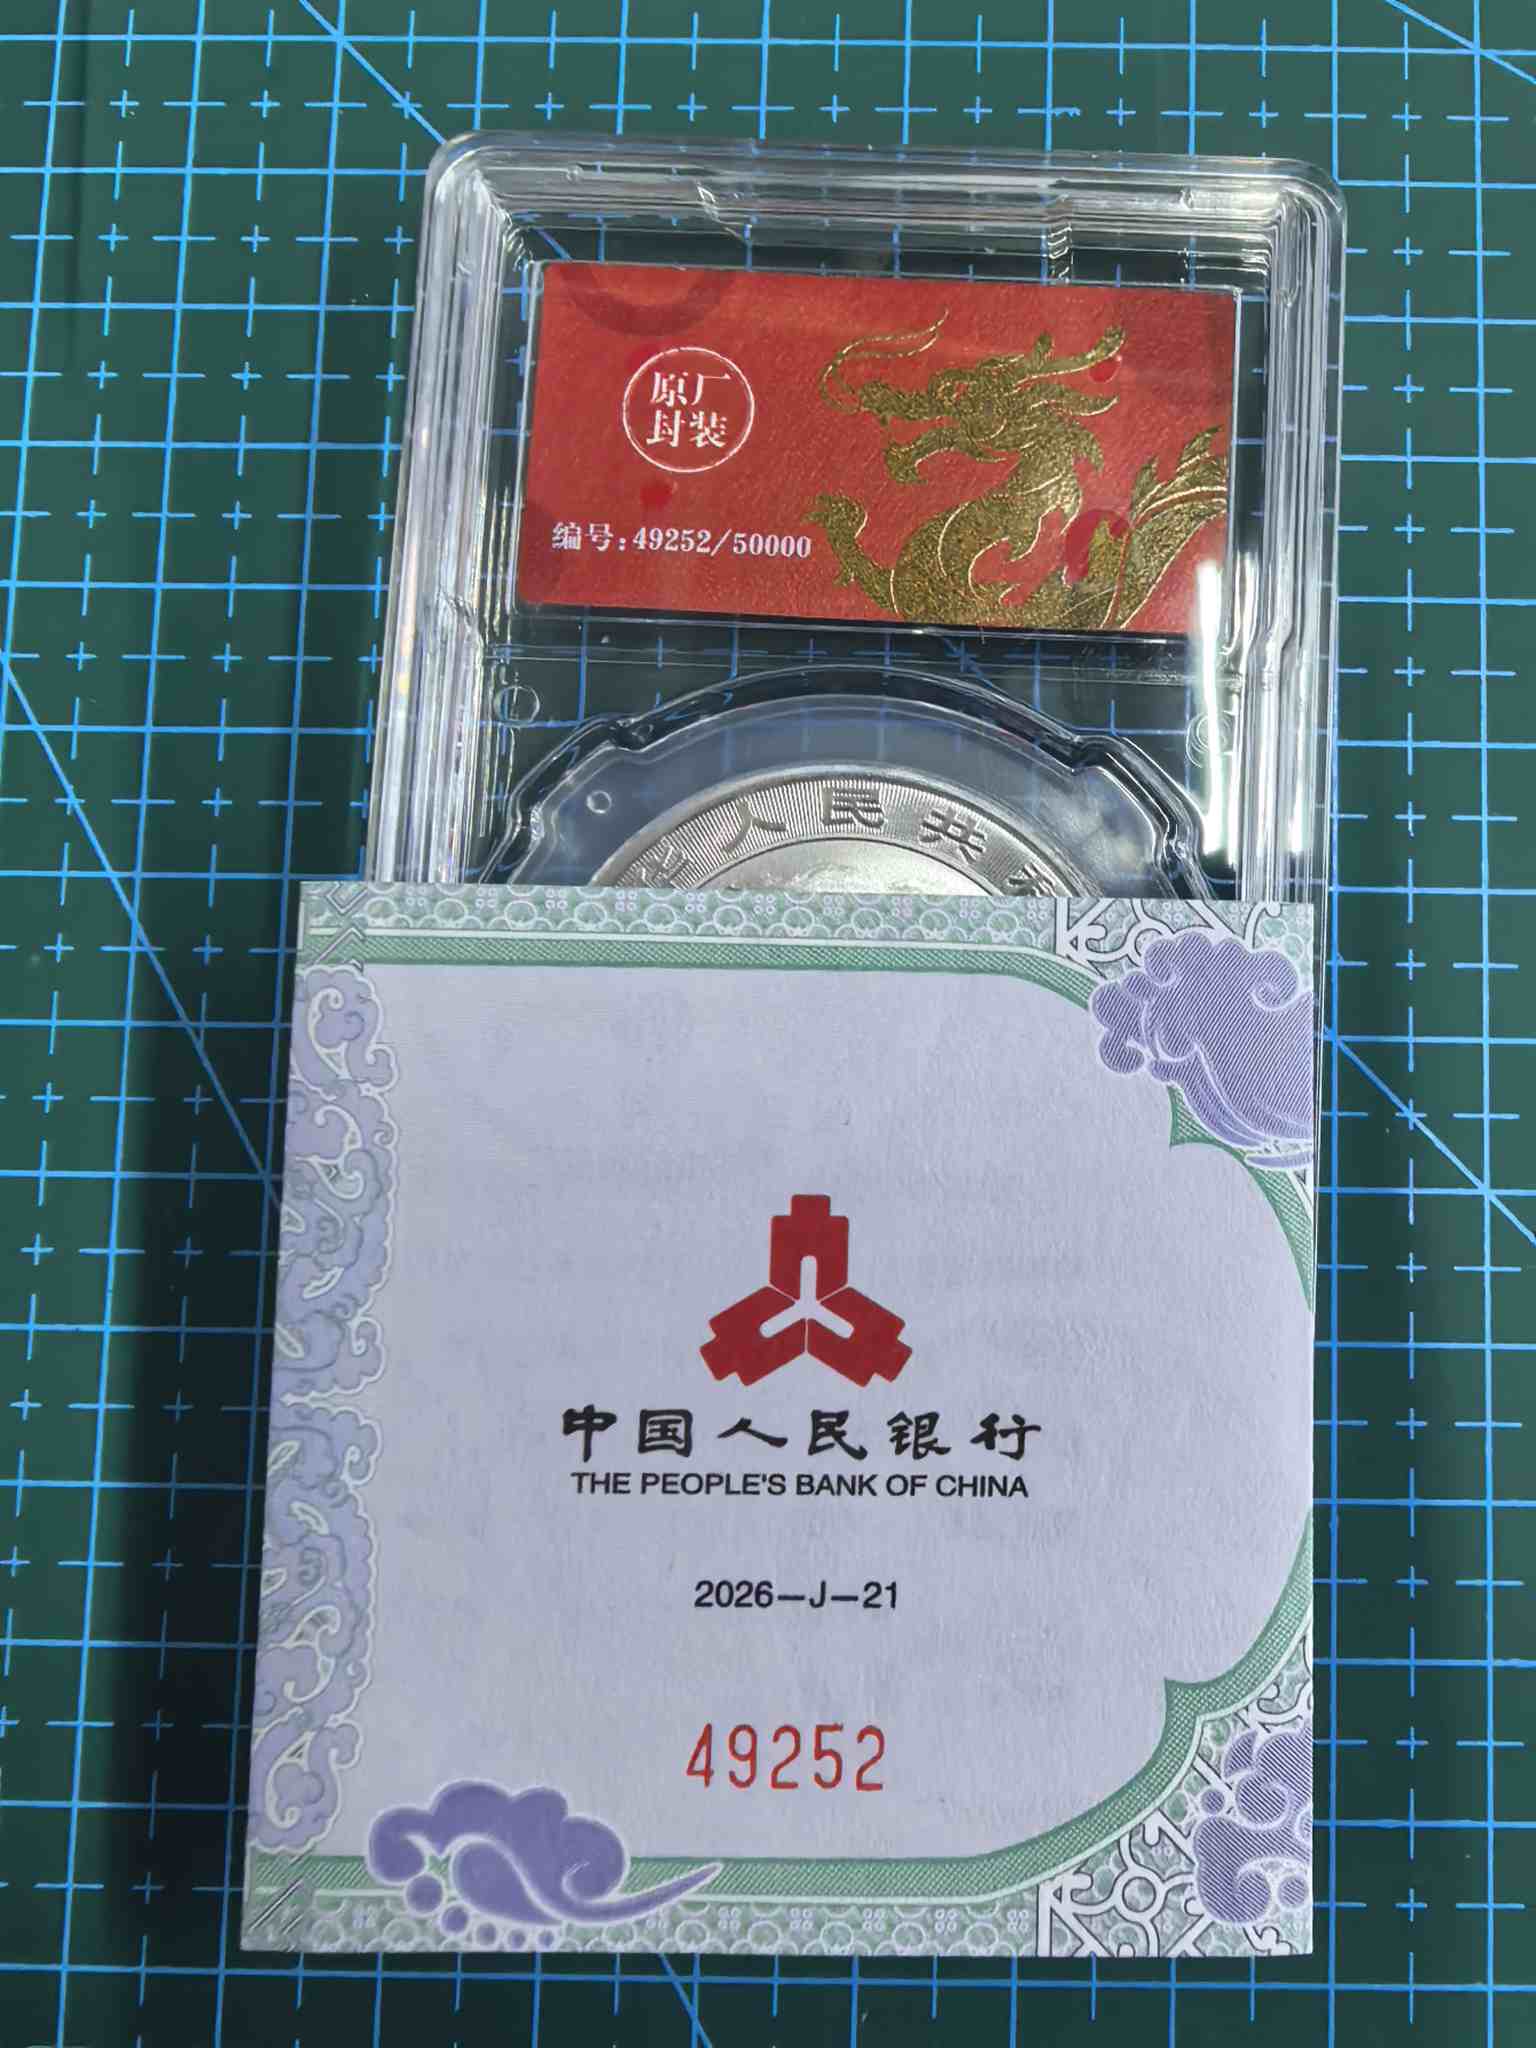 原厂
封装
编号:49252/50000
华人民共和
中国人民银行
THE PEOPLE'S BANK OF CHINA
2026—J—21
49252